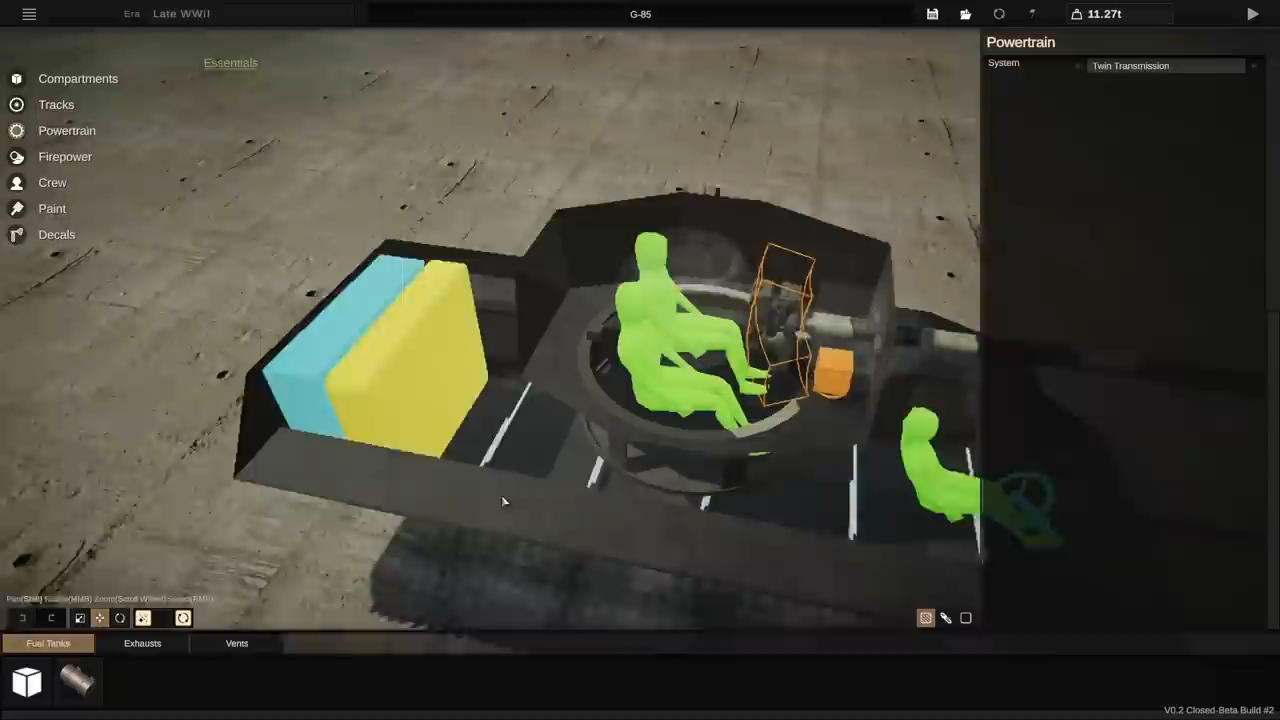 Era Late WWII
G-85
11.27t
Essentials
Compartments
Tracks
Powertrain
Firepower
Crew
Paint
Decals
Powertrain
System
Twin Transmission
Fuel Tanks
Exhausts
Vents
V0.2 Closed-Beta Build #2